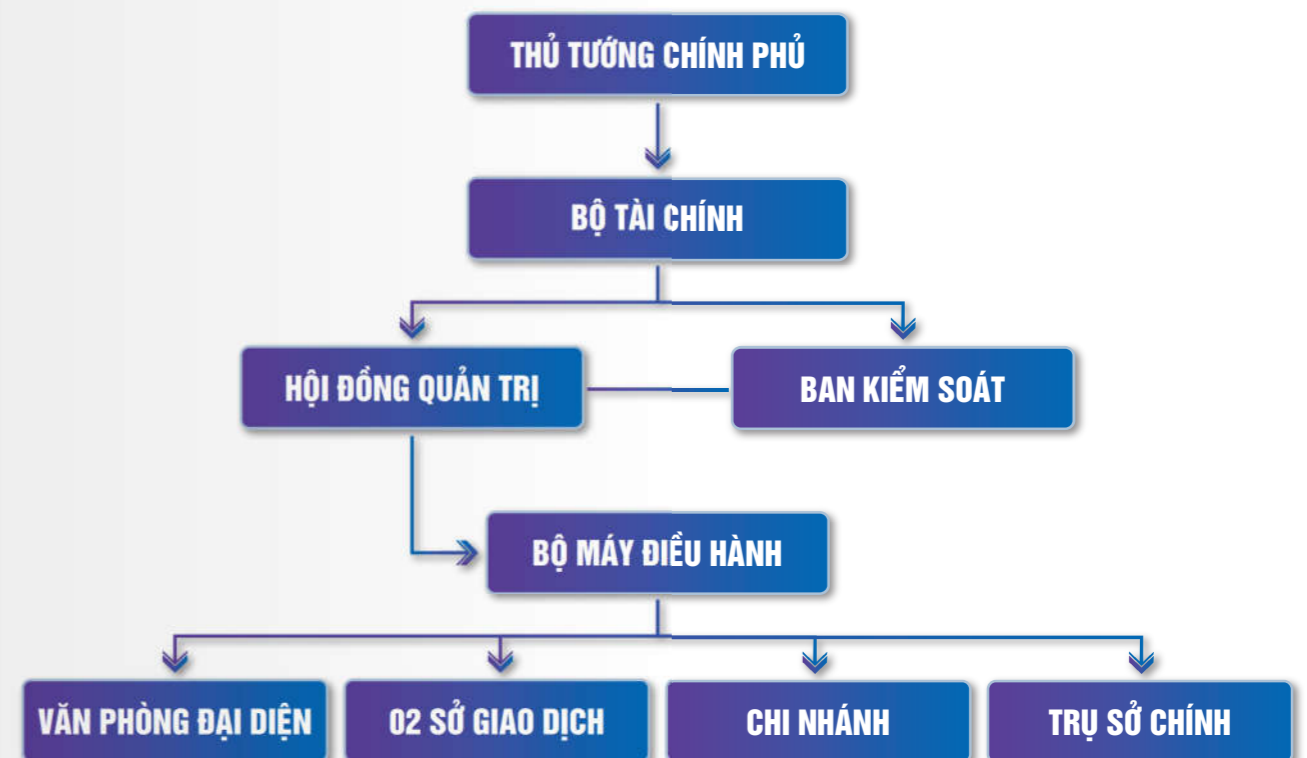 THỦ TƯỚNG CHÍNH PHỦ
BỘ TÀI CHÍNH
HỘI ĐỒNG QUẢN TRỊ
BAN KIỂM SOÁT
BỘ MÁY ĐIỀU HÀNH
VĂN PHÒNG ĐẠI DIỆN
02 SỞ GIAO DỊCH
CHI NHÁNH
TRỤ SỞ CHÍNH